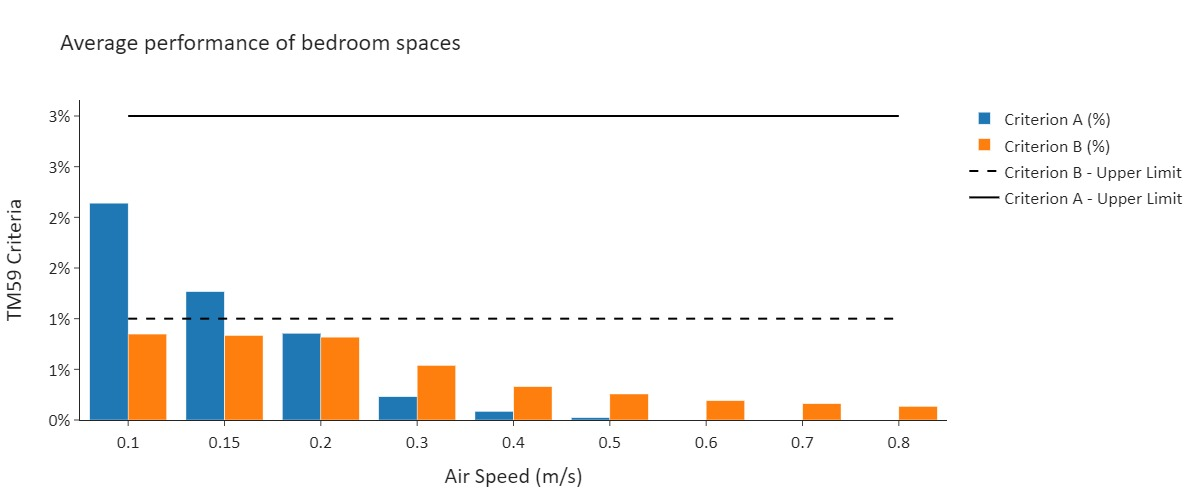 Average performance of bedroom spaces
3%
3%
2%
2%
1%
1%
0%
TM59 Criteria
0.1 0.15 0.2 0.3 0.4 0.5 0.6 0.7 0.8
Air Speed (m/s)
Criterion A (%)
Criterion B (%)
Criterion B - Upper Limit
Criterion A - Upper Limit